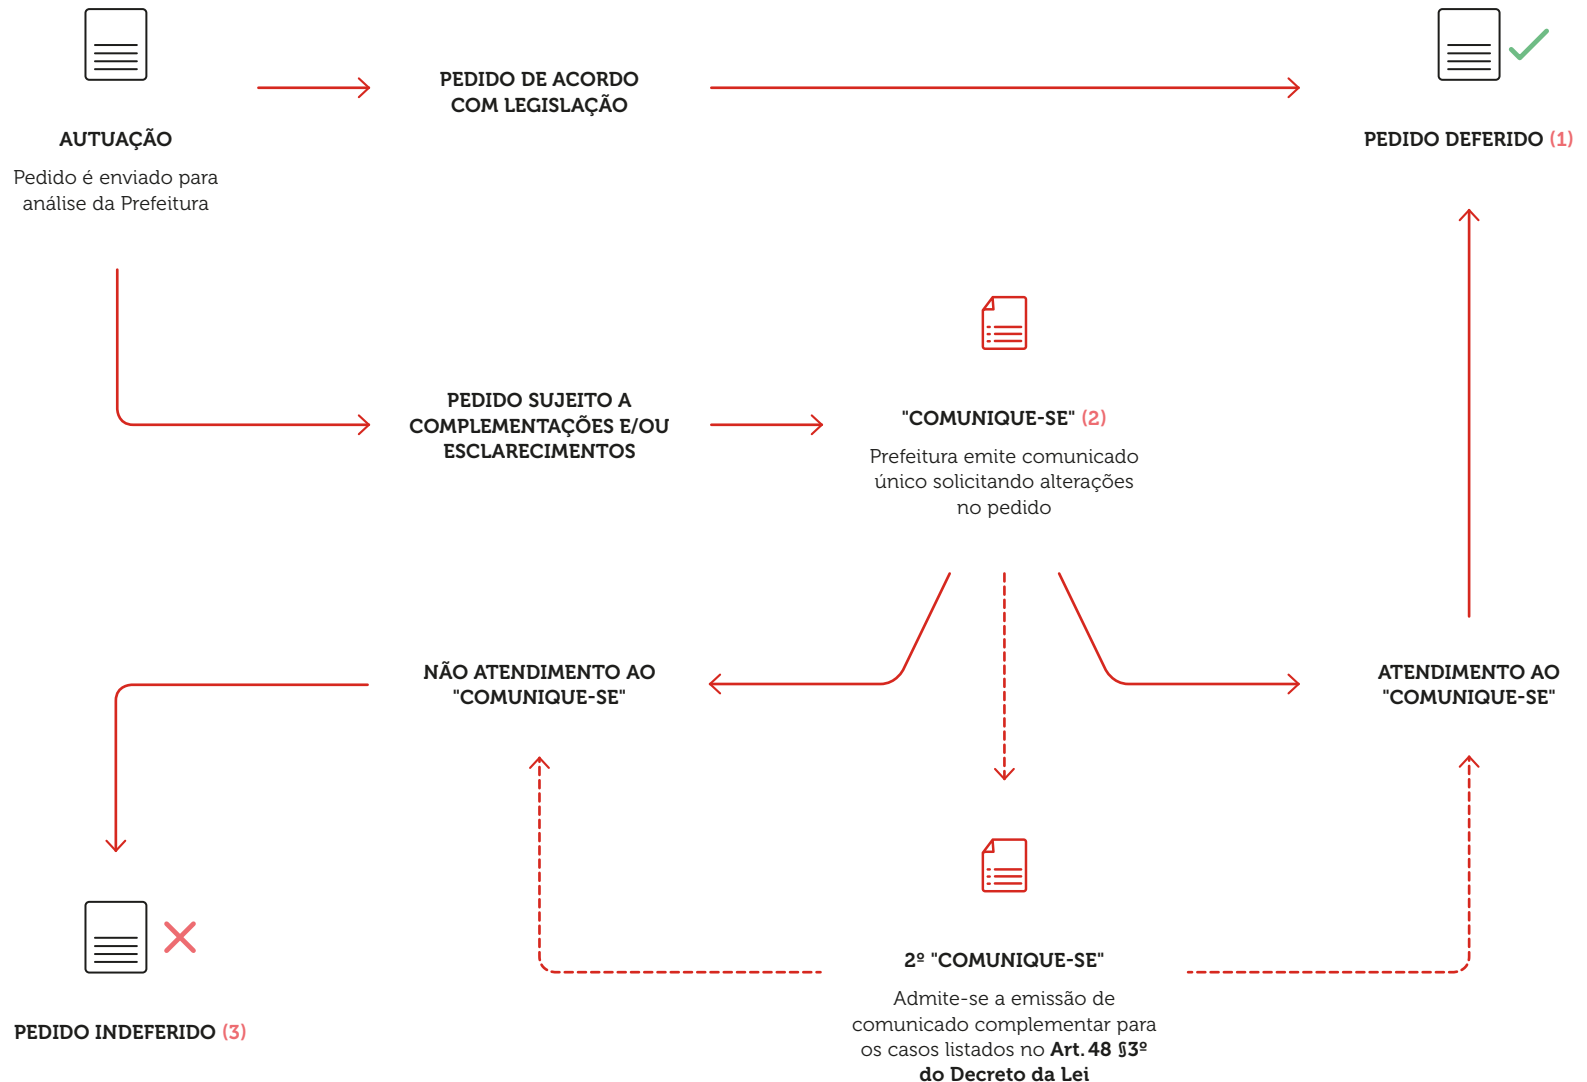 AUTUAÇÃO
Pedido é enviado para
análise da Prefeitura
PEDIDO DE ACORDO
COM LEGISLAÇÃO
PEDIDO DEFERIDO (1)
PEDIDO SUJEITO A
COMPLEMENTAÇÕES E/OU
ESCLARECIMENTOS
"COMUNIQUE-SE" (2)
Prefeitura emite comunicado
único solicitando alterações
no pedido
NÃO ATENDIMENTO AO
"COMUNIQUE-SE"
ATENDIMENTO AO
"COMUNIQUE-SE"
2º "COMUNIQUE-SE"
Admite-se a emissão de
comunicado complementar para
os casos listados no Art. 48 §3º
do Decreto da Lei
PEDIDO INDEFERIDO (3)